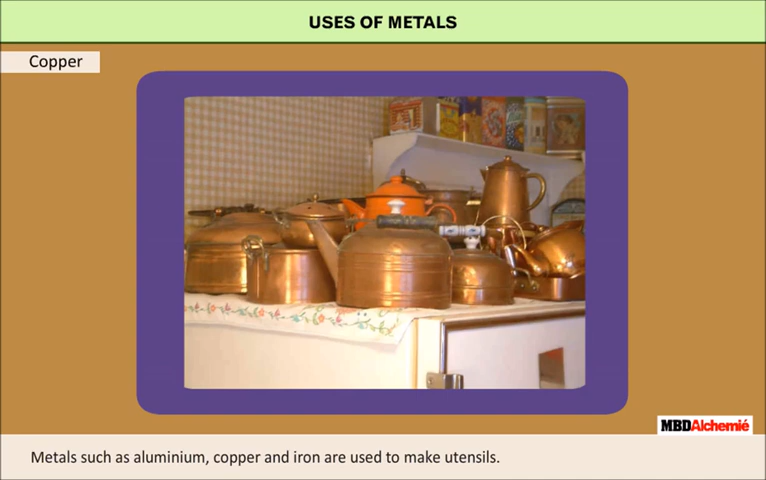 USES OF METALS
Copper
MBDAlchemié
Metals such as aluminium, copper and iron are used to make utensils.